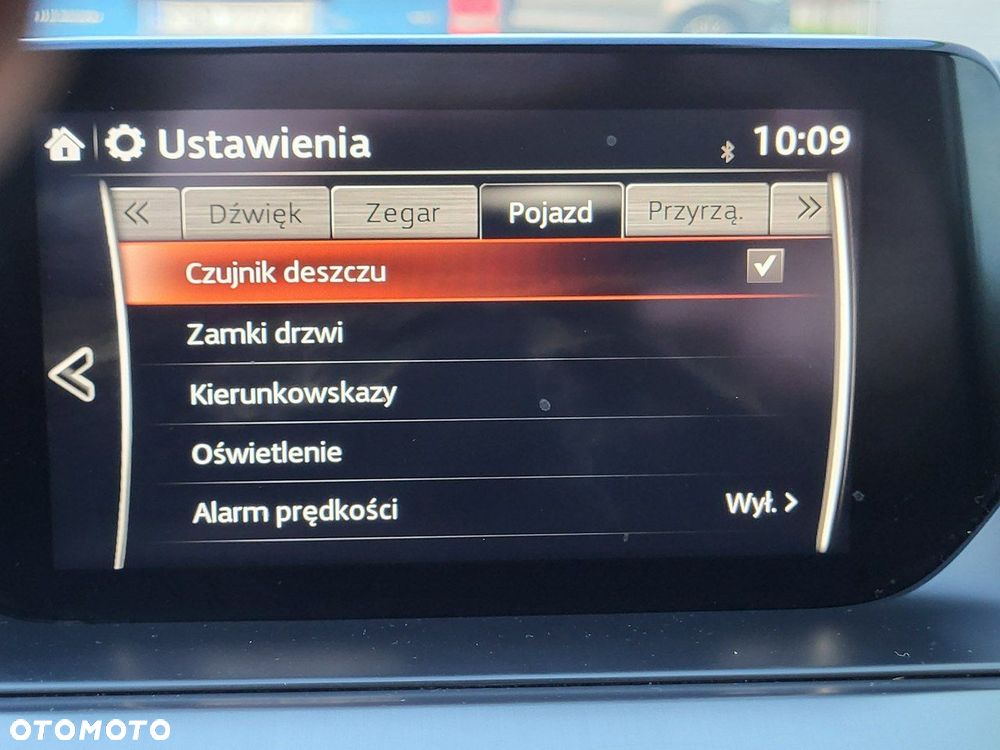 Ustawienia 10:09
Dźwięk Zegar Pojazd Przyrzą.
Czujnik deszczu
Zamki drzwi
Kierunkowskazy
Oświetlenie
Alarm prędkości Wył. >
OTOMOTO